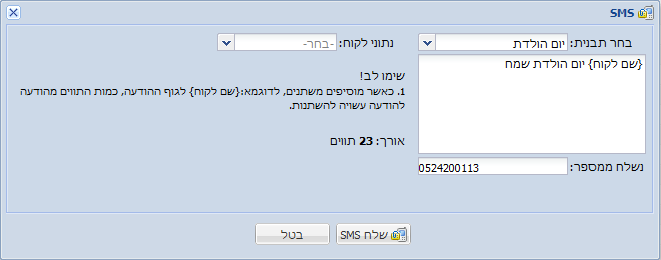 SMS
בחר תבנית: יום הולדת
נתוני לקוח: -בחר-
{שם לקוח} יום הולדת שמח
שימו לב!
1. כאשר מוסיפים משתנים, לדוגמא:{שם לקוח} לגוף ההודעה, כמות התווים מהודעה
להודעה עשויה להשתנות.
אורך: 23 תווים
נשלח ממספר: 0524200113
שלח SMS
בטל